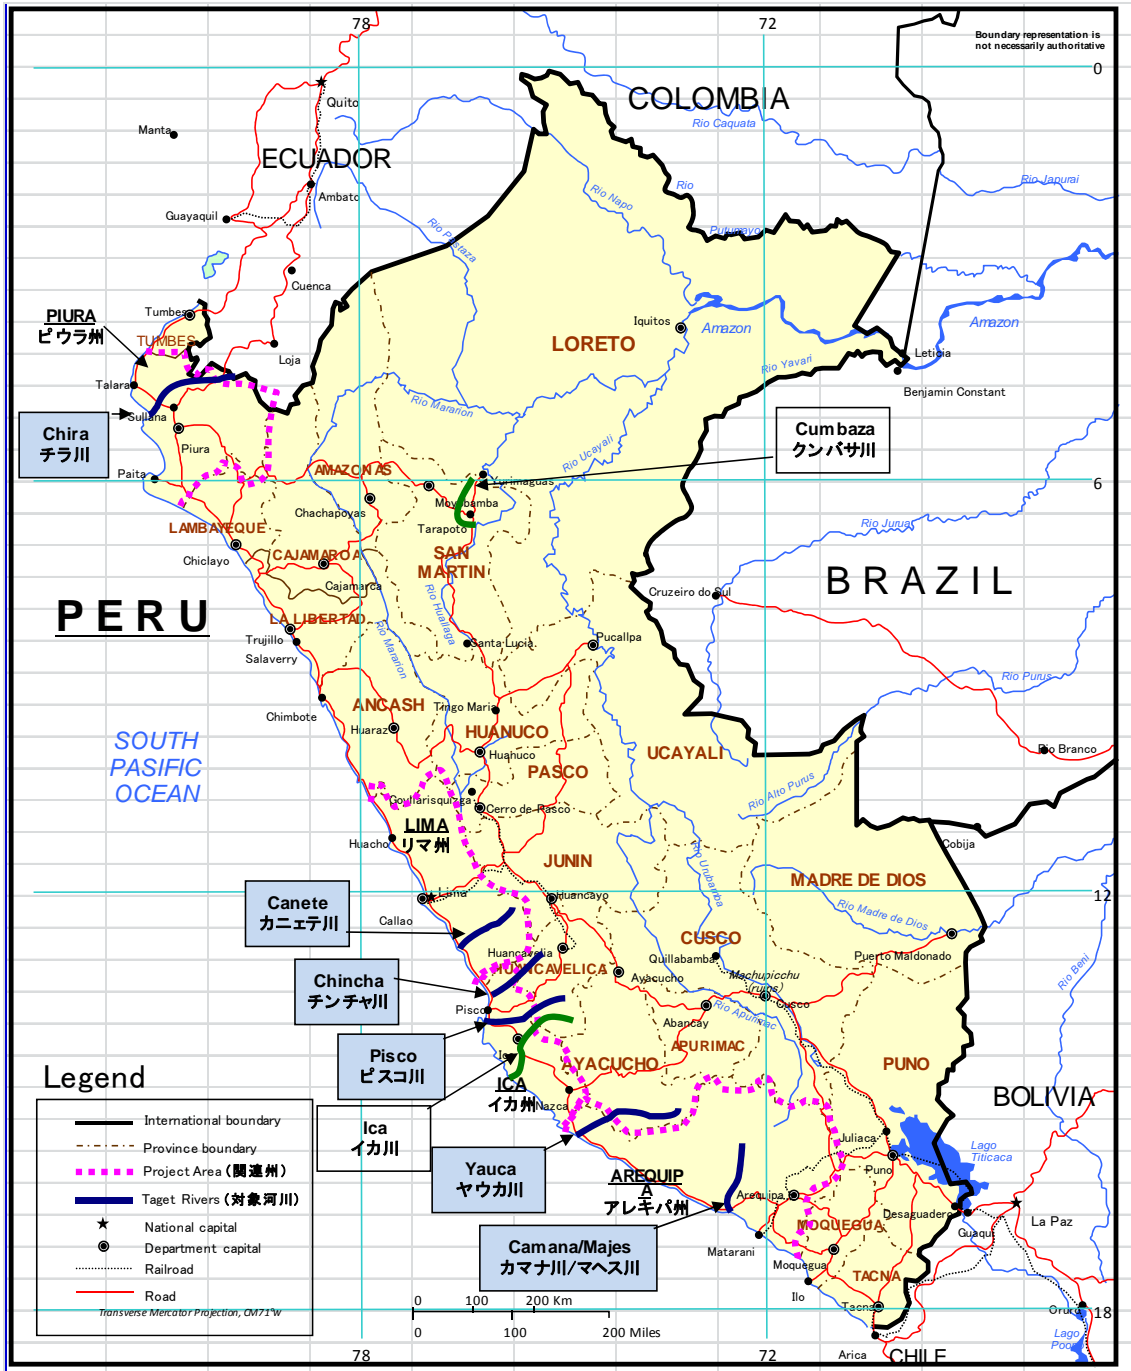 78
72
Boundary representation is
not necessarily authoritative
0
COLOMBIA
Rio Caquata
Quito
Manta
ECUADOR
Rio Japurai
Rio
Ambato
Rio Napo
Guayaquil
Putumayo
Rio Pastaza
Cuenca
PIURA
ピウラ州
Tumbes
TUMBES
Iquitos
Amazon
Amazon
LORETO
Loja
Leticia
Rio Yavari
Talara
Benjamin Constant
Rio Mararion
Sullana
Chira
チラ川
Cumbaza
クンバサ川
Piura
Rio Ucayali
Paita
AMAZONAS
Yurimaguas
6
Moyobamba
Chachapoyas
LAMBAYEQUE
Tarapoto
Rio Jurua
Chiclayo
CAJAMAROA
SAN
MARTIN
BRAZIL
Cajamarca
Cruzeiro do Sul
PERU
Rio Huallaga
LA LIBERTAD
Trujillo
Santa Lucia
Pucallpa
Salaverry
Rio Mararion
Rio Purus
ANCASH
Tingo Maria
Chimbote
Huaraz
HUANUCO
SOUTH
PASIFIC
OCEAN
Huanuco
UCAYALI
Rio Branco
PASCO
Rio Alto Purus
Goyllarisquizga
Cerro de Pasco
LIMA
リマ州
Huacho
Cobija
JUNIN
Rio Urubamba
MADRE DE DIOS
Lima
Huancayo
12
Canete
カニェテ川
Callao
Rio Madre de Dios
CUSCO
Huancavelia
Quillabamba
Puerto Maldonado
HUANCAVELICA
Chincha
チンチャ川
Ayacucho
Machupicchu
(ruins)
Rio Beni
Cusco
Pisco
Rio Apurimac
Abancay
Pisco
ピスコ川
APURIMAC
AYACUCHO
PUNO
Legend
ICA
イカ州
BOLIVIA
Nazca
International boundary
Ica
イカ川
Juliaca
Province boundary
Lago
Titicaca
Project Area (関連州)
Yauca
ヤウカ川
Puno
Taget Rivers (対象河川)
AREQUIP
A
アレキパ州
Arequipa
Desaguadero
National capital
MOQUEGUA
Guaqui
La Paz
Department capital
Camana/Majes
カマナ川/マヘス川
Matarani
Moquegua
Railroad
TACNA
Road
Ilo
Transverse Mercator Projection, CM71°W
0 100 200 Km
Tacna
Oruro
18
0 100 200 Miles
Lago
Arica
CHILE
78
72